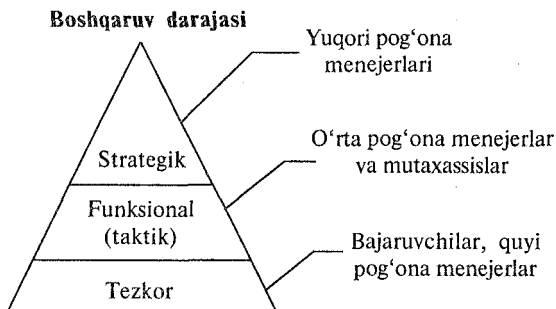 Boshqaruv darajasi
Yuqori pog‘ona
menejerlari
Strategik
O‘rta pog‘ona menejerlar
va mutaxassislar
Funksional
(taktik)
Bajaruvchilar, quyi
pog‘ona menejerlar
Tezkor